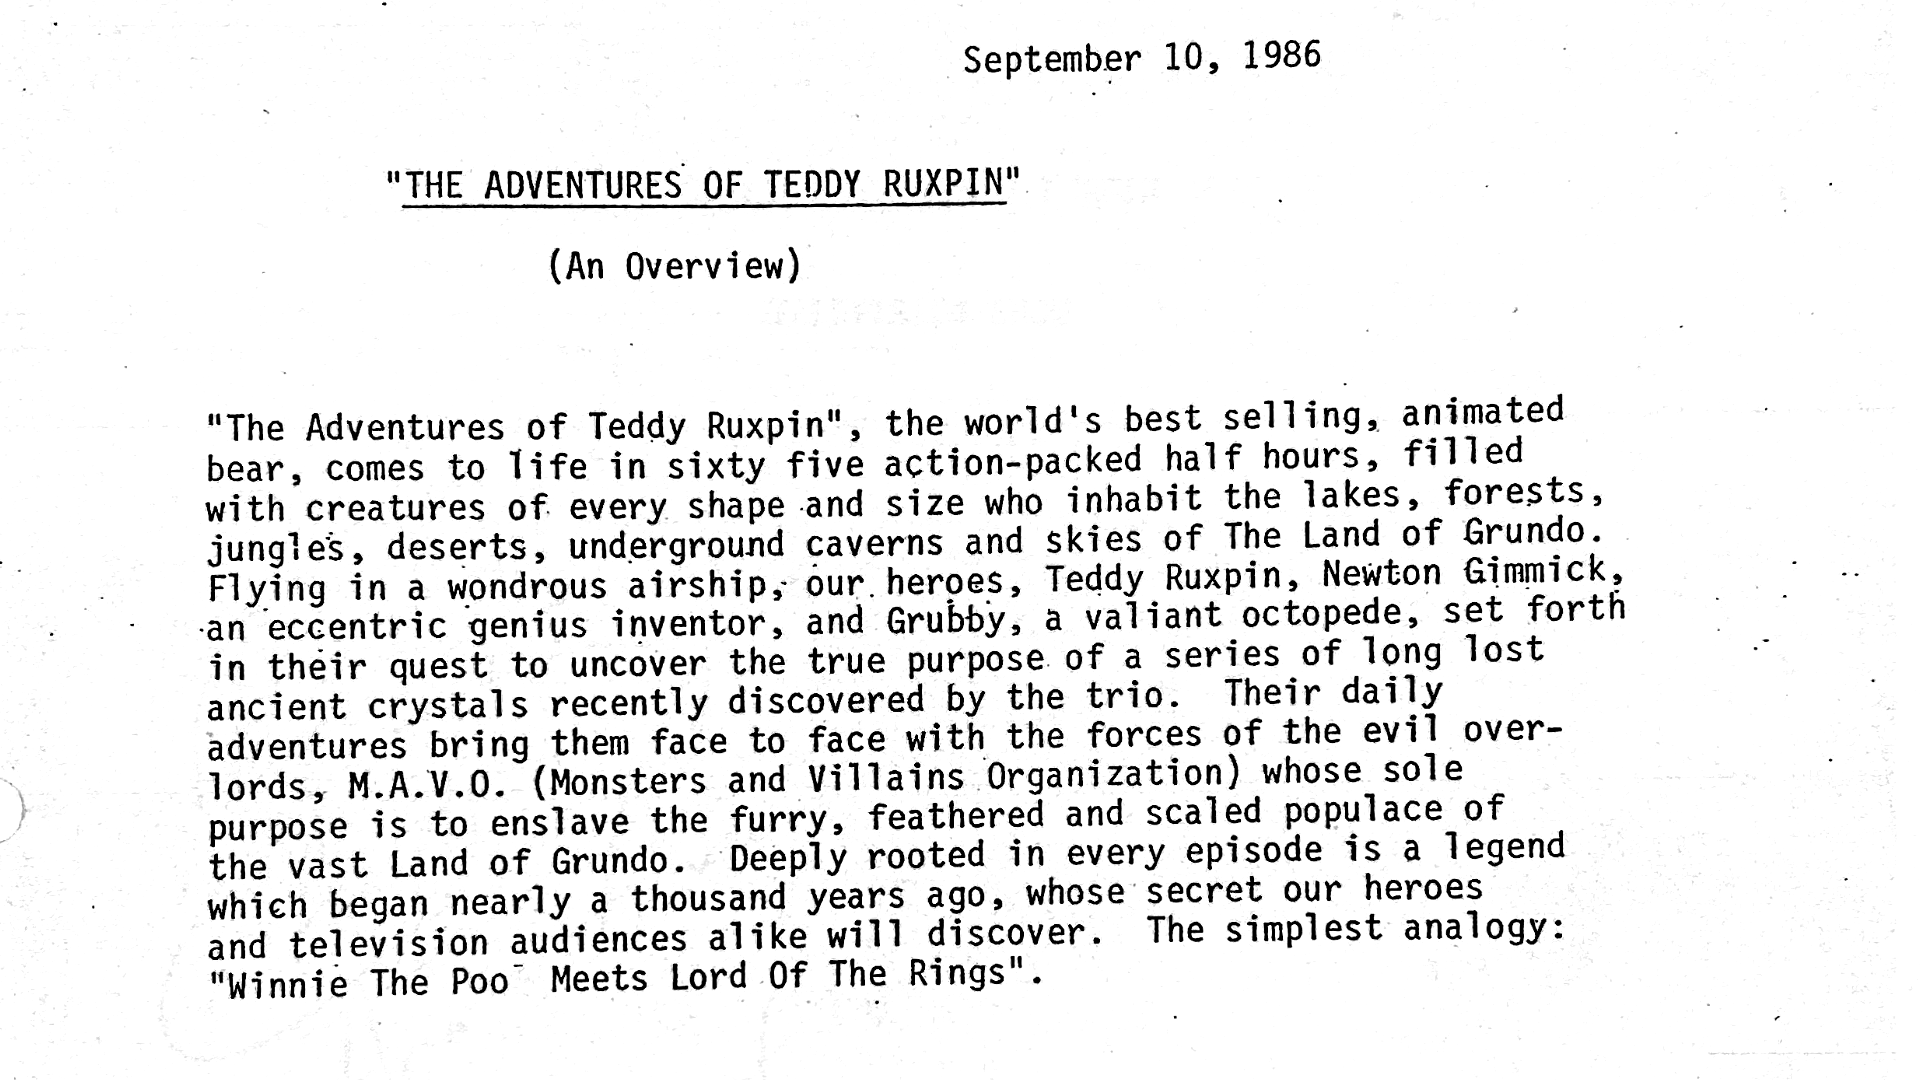 September 10, 1986
"THE ADVENTURES OF TEDDY RUXPIN"
(An Overview)
"The Adventures of Teddy Ruxpin", the world's best selling, animated
bear, comes to life in sixty five action-packed half hours, filled
with creatures of every shape and size who inhabit the lakes, forests,
jungles, deserts, underground caverns and skies of The Land of Grundo.
Flying in a wondrous airship, our heroes, Teddy Ruxpin, Newton Gimmick,
an eccentric genius inventor, and Grubby, a valiant octopede, set forth
in their quest to uncover the true purpose of a series of long lost
ancient crystals recently discovered by the trio. Their daily
adventures bring them face to face with the forces of the evil over-
lords, M.A.V.O. (Monsters and Villains Organization) whose sole
purpose is to enslave the furry, feathered and scaled populace of
the vast Land of Grundo. Deeply rooted in every episode is a legend
which began nearly a thousand years ago, whose secret our heroes
and television audiences alike will discover. The simplest analogy:
"Winnie The Poo Meets Lord Of The Rings".